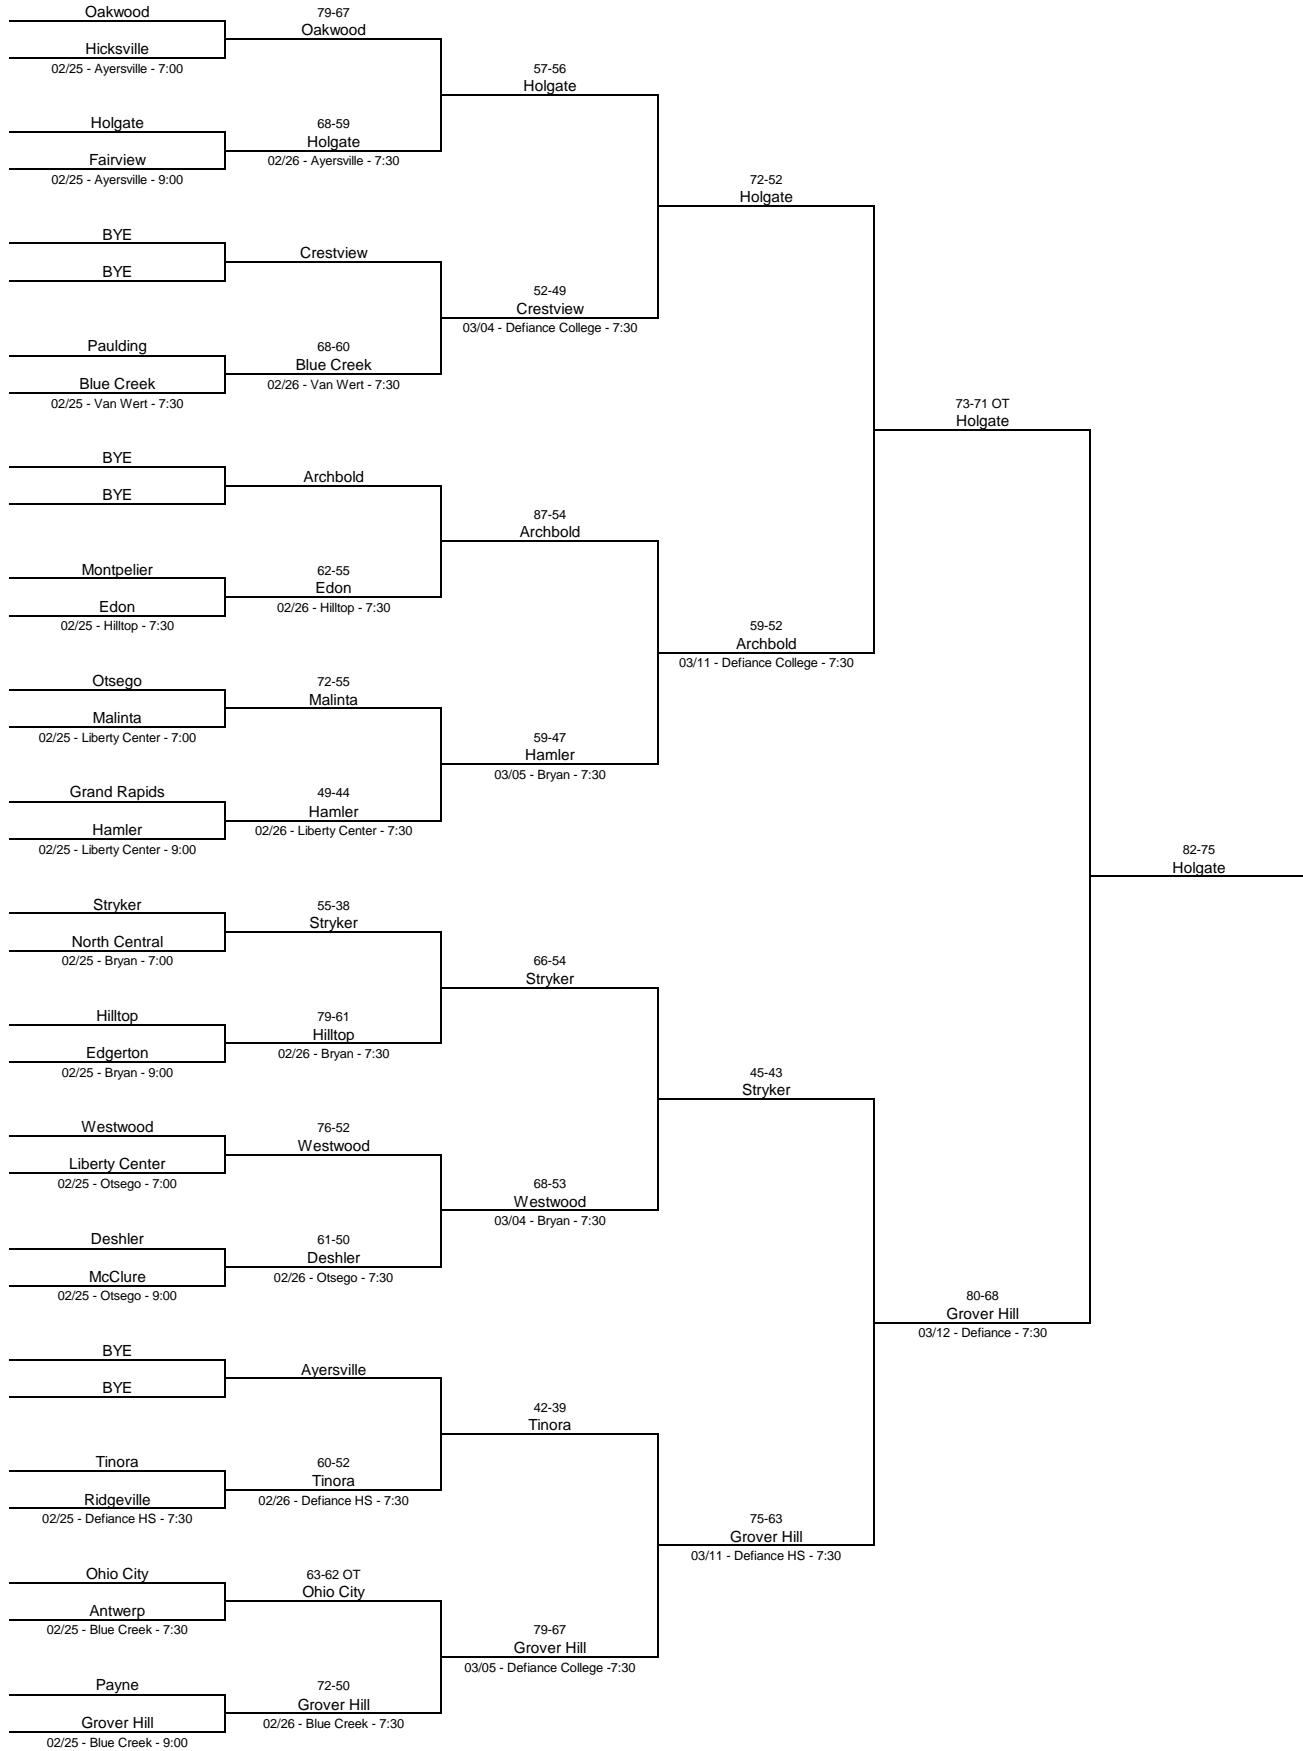 Oakwood
Hicksville
02/25 - Ayersville - 7:00
Holgate
Fairview
02/25 - Ayersville - 9:00
BYE
BYE
Paulding
Blue Creek
02/25 - Van Wert - 7:30
BYE
BYE
Montpelier
Edon
02/25 - Hilltop - 7:30
Otsego
Malinta
02/25 - Liberty Center - 7:00
Grand Rapids
Hamler
02/25 - Liberty Center - 9:00
Stryker
North Central
02/25 - Bryan - 7:00
Hilltop
Edgerton
02/25 - Bryan - 9:00
Westwood
Liberty Center
02/25 - Otsego - 7:00
Deshler
McClure
02/25 - Otsego - 9:00
BYE
BYE
Tinora
Ridgeville
02/25 - Defiance HS - 7:30
Ohio City
Antwerp
02/25 - Blue Creek - 7:30
Payne
Grover Hill
02/25 - Blue Creek - 9:00
79-67
Oakwood
68-59
Holgate
02/26 - Ayersville - 7:30
Crestview
68-60
Blue Creek
02/26 - Van Wert - 7:30
Archbold
62-55
Edon
02/26 - Hilltop - 7:30
72-55
Malinta
49-44
Hamler
02/26 - Liberty Center - 7:30
55-38
Stryker
79-61
Hilltop
02/26 - Bryan - 7:30
76-52
Westwood
61-50
Deshler
02/26 - Otsego - 7:30
Ayersville
60-52
Tinora
02/26 - Defiance HS - 7:30
63-62 OT
Ohio City
72-50
Grover Hill
02/26 - Blue Creek - 7:30
57-56
Holgate
52-49
Crestview
03/04 - Defiance College - 7:30
87-54
Archbold
59-47
Hamler
03/05 - Bryan - 7:30
66-54
Stryker
68-53
Westwood
03/04 - Bryan - 7:30
42-39
Tinora
79-67
Grover Hill
03/05 - Defiance College -7:30
72-52
Holgate
59-52
Archbold
03/11 - Defiance College - 7:30
45-43
Stryker
75-63
Grover Hill
03/11 - Defiance HS - 7:30
73-71 OT
Holgate
80-68
Grover Hill
03/12 - Defiance - 7:30
82-75
Holgate